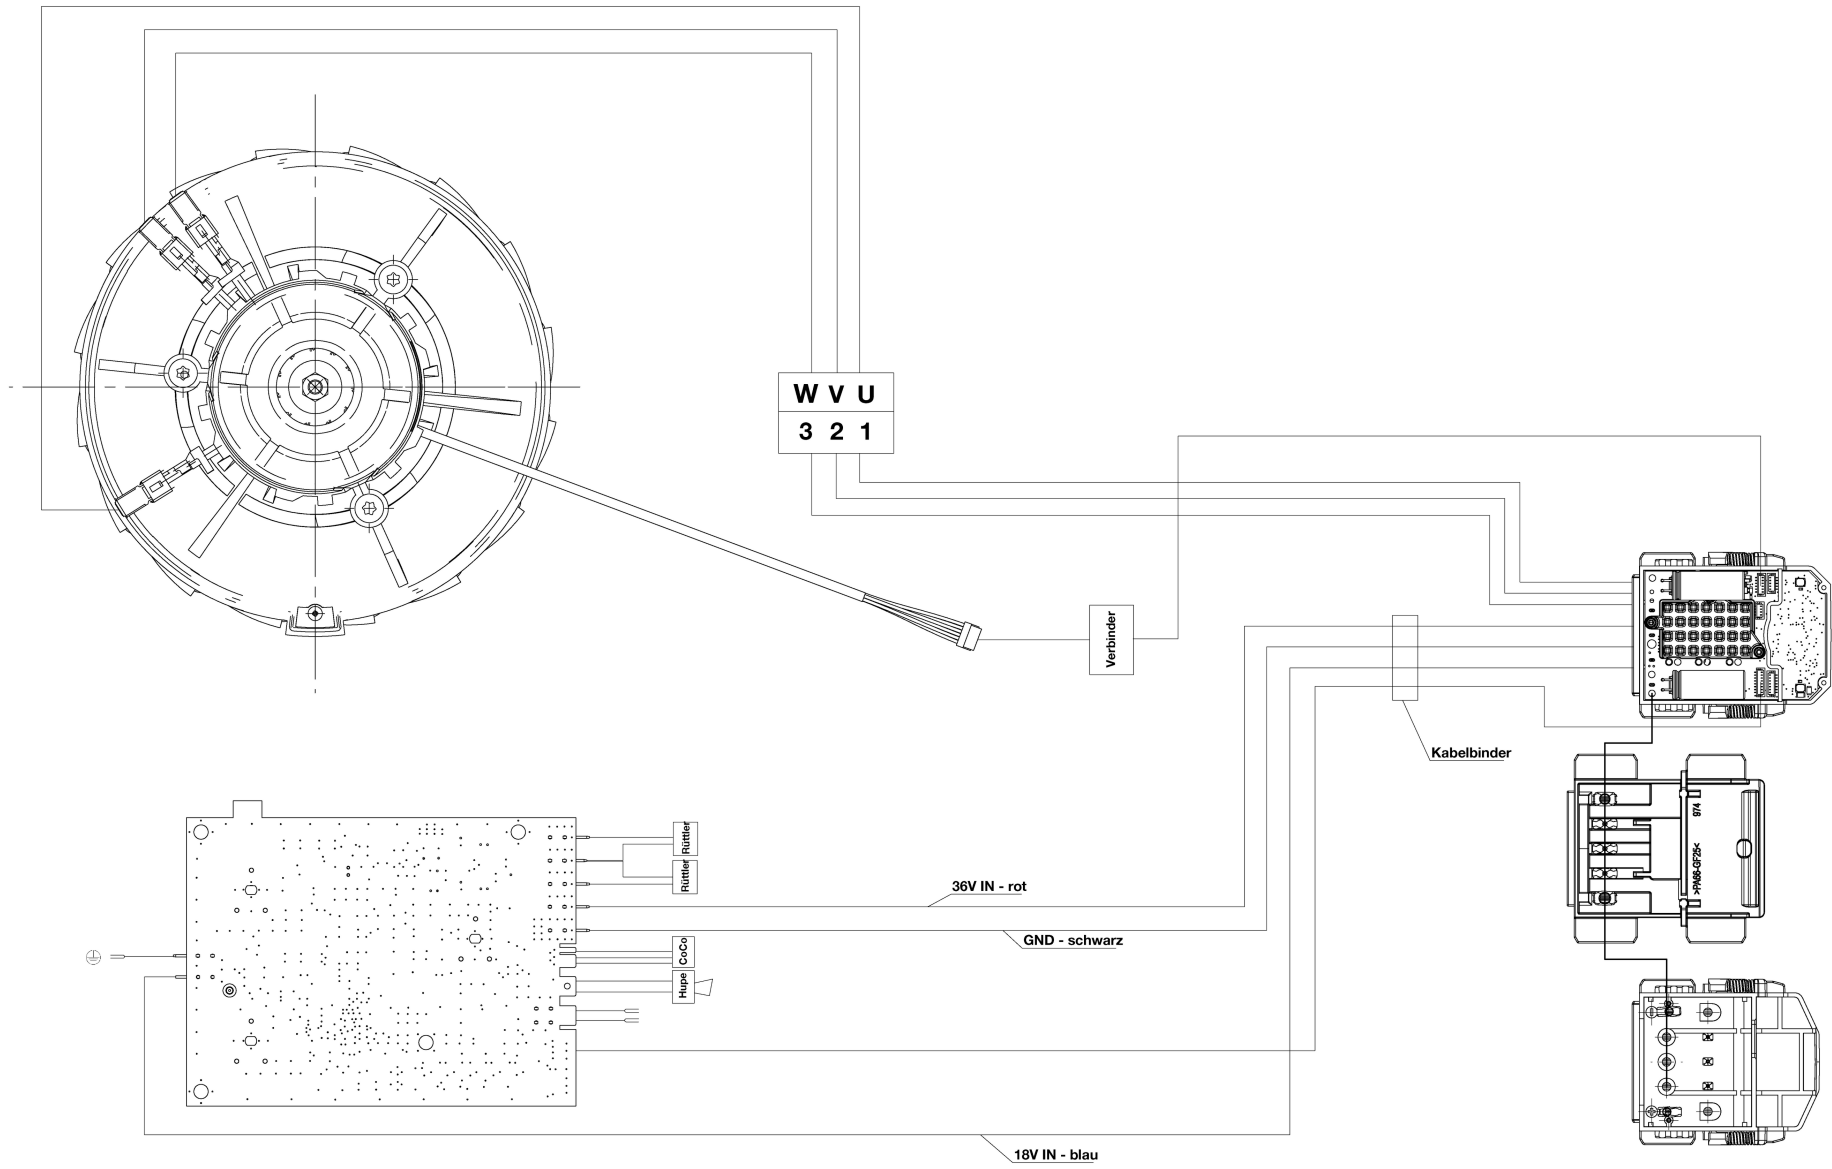 W V U
3 2 1
Verbinder
Kabelbinder
974
>PA66-GF25<
Rüttler
Rüttler
36V IN - rot
GND - schwarz
CoCo
Hupe
18V IN - blau